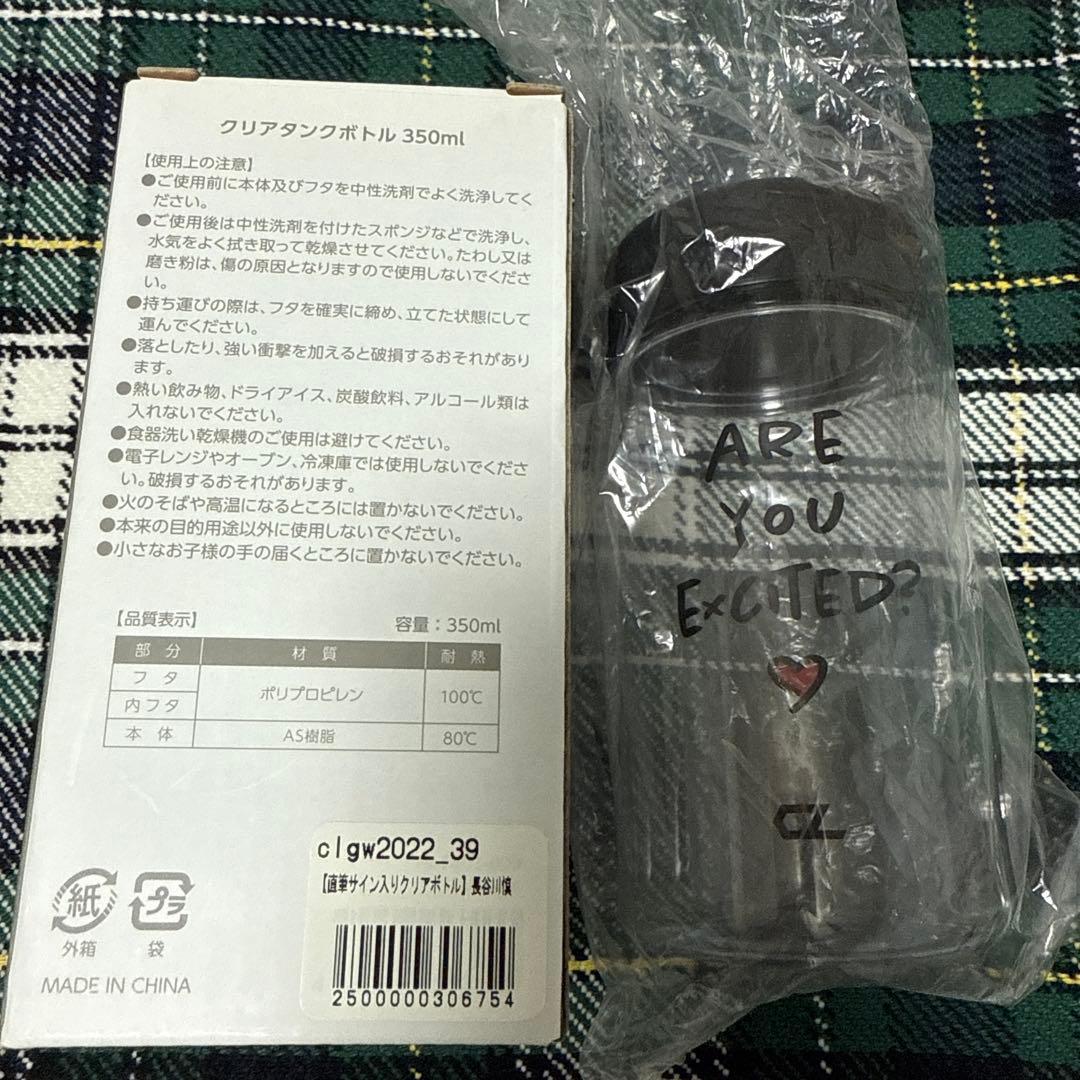 クリアタンクボトル 350ml
【使用上の注意】
●ご使用前に本体及びフタを中性洗剤でよく洗浄してく
ださい。
●ご使用後は中性洗剤を付けたスポンジなどで洗浄し、
水気をよく拭き取って乾燥させてください。たわし又は
磨き粉は、傷の原因となりますので使用しないでくださ
い。
●持ち運びの際は、フタを確実に締め、立てた状態にして
運んでください。
●落としたり、強い衝撃を加えると破損するおそれがあり
ます。
●熱い飲み物、ドライアイス、炭酸飲料、アルコール類は
入れないでください。
●食器洗い乾燥機のご使用は避けてください。
●電子レンジやオーブン、冷凍庫では使用しないでくださ
い。破損するおそれがあります。
●火のそばや高温になるところには置かないでください。
●本来の目的用途以外に使用しないでください。
●小さなお子様の手の届くところに置かないでください。
【品質表示】 容量：350ml
部 分 材 質 耐 熱
フ タ
ポリプロピレン 100℃
内フタ
本 体 AS樹脂 80℃
clgw2022_39
【直筆サイン入りクリアボトル】長谷川慎
2500000306754
紙 プラ
外箱 袋
MADE IN CHINA
ARE
YOU
EXCITED?
CL